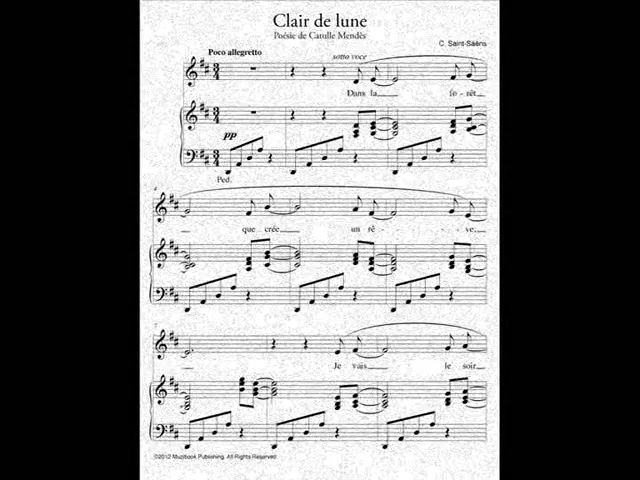 Clair de lune
Poésie de Catulle Mendès
C. Saint-Saëns
Poco allegretto
sotto voce
Dans la fo - rêt
pp
Ped.
4
que crée un rê - - - ve.
Je vais le soir
©2012 Muzibook Publishing. All Rights Reserved